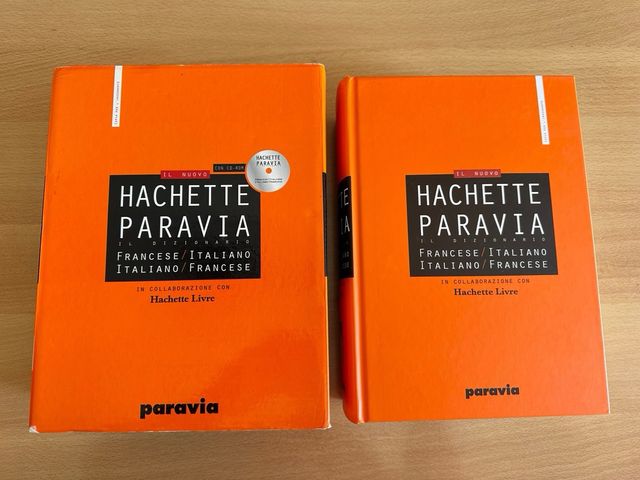 IL NUOVO
CON CD-ROM
HACHETTE
PARAVIA
HACHETTE
PARAVIA
IL DIZIONARIO
FRANCESE/ITALIANO
ITALIANO/FRANCESE
IN COLLABORAZIONE CON
Hachette Livre
paravia
IL NUOVO
HACHETTE
PARAVIA
IL DIZIONARIO
FRANCESE/ITALIANO
ITALIANO/FRANCESE
IN COLLABORAZIONE CON
Hachette Livre
paravia